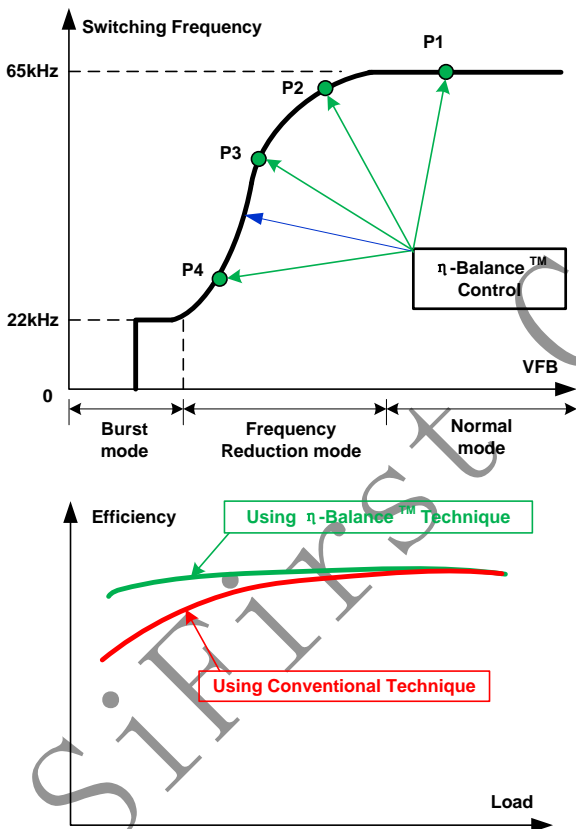 Switching Frequency
P1
65kHz
P2
P3
P4
η-Balance™
Control
22kHz
VFB
0
Burst
mode
Frequency
Reduction mode
Normal
mode
Efficiency
Using η-Balance™ Technique
Using Conventional Technique
Load
SiFirst C